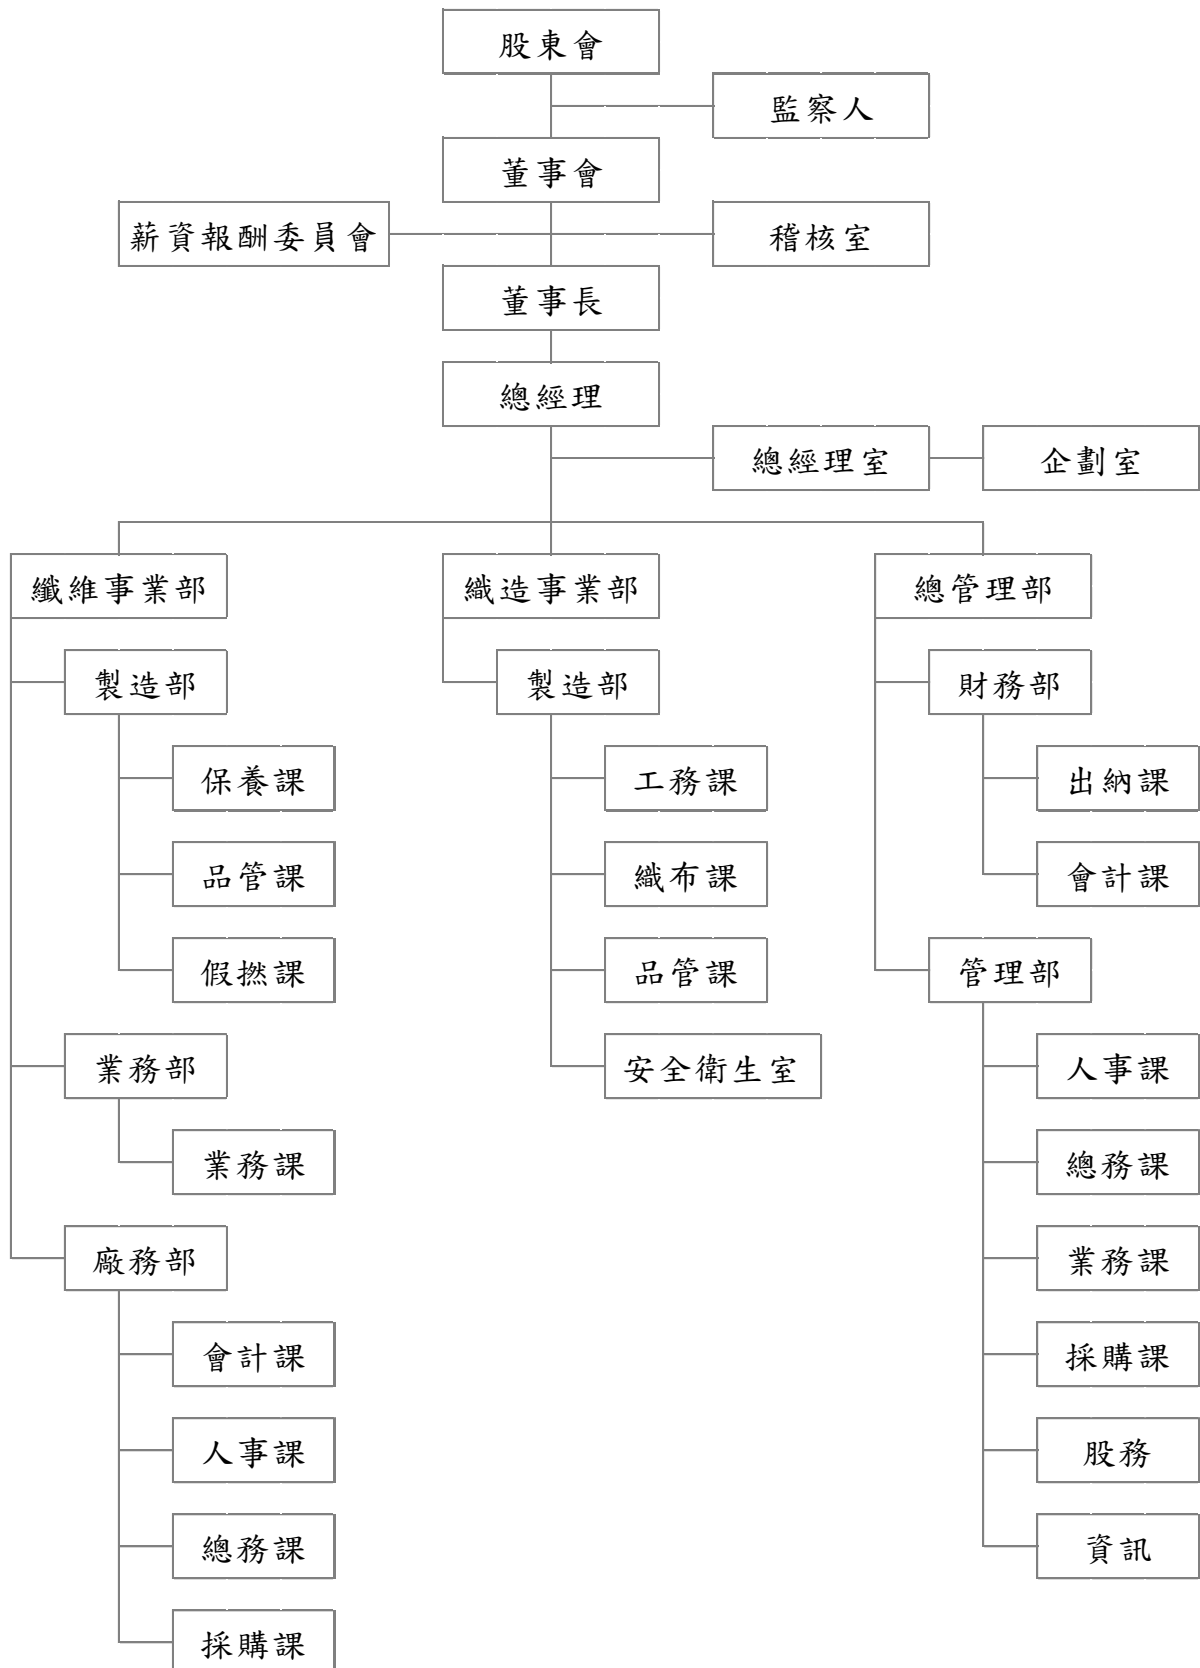 股東會
監察人
董事會
薪資報酬委員會
稽核室
董事長
總經理
總經理室
企劃室
纖維事業部
織造事業部
總管理部
製造部
製造部
財務部
保養課
工務課
出納課
品管課
織布課
會計課
假撚課
品管課
管理部
業務部
安全衛生室
人事課
業務課
總務課
廠務部
業務課
會計課
採購課
人事課
股務
總務課
資訊
採購課